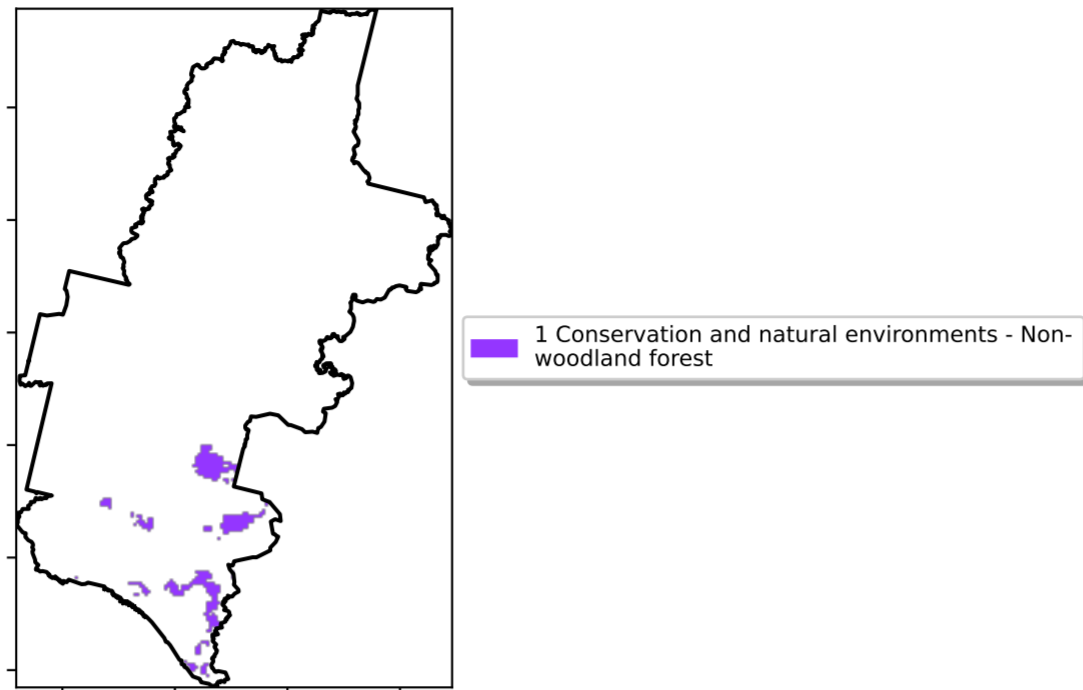 1 Conservation and natural environments - Non-
woodland forest